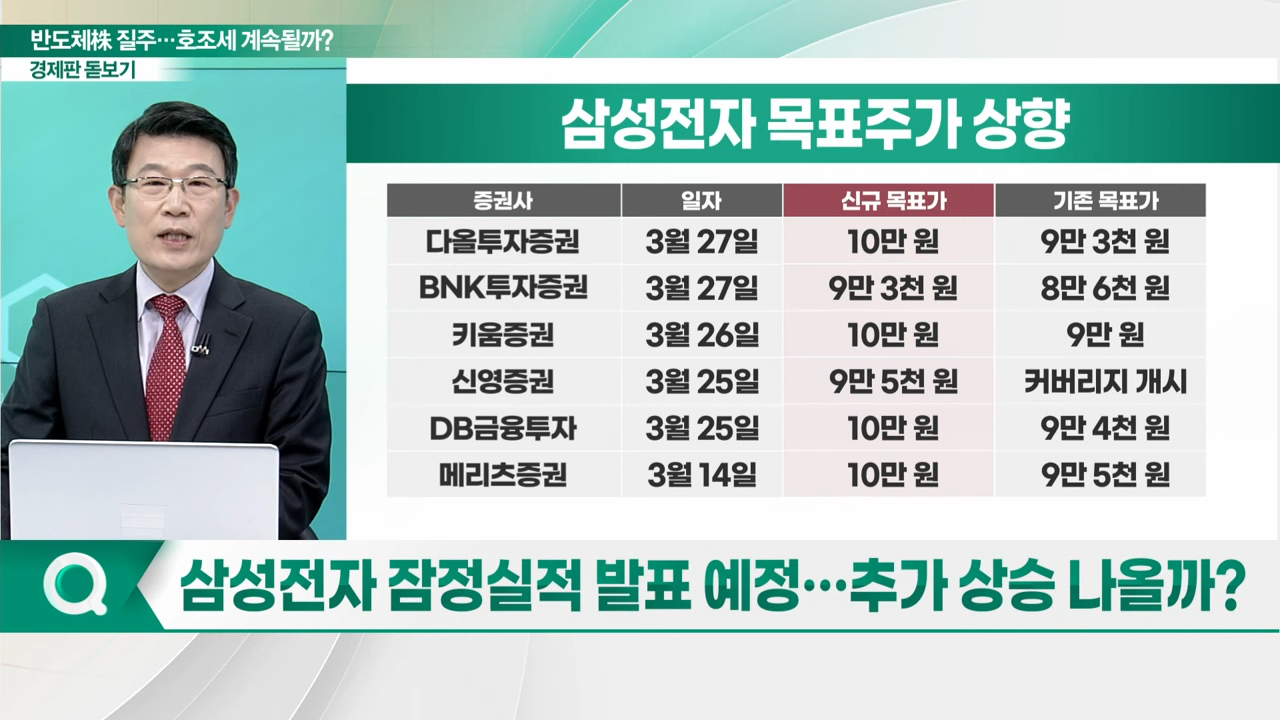 반도체株 질주…호조세 계속될까?
경제판 돋보기
삼성전자 목표주가 상향
증권사 일자 신규 목표가 기존 목표가
다올투자증권 3월 27일 10만 원 9만 3천 원
BNK투자증권 3월 27일 9만 3천 원 8만 6천 원
키움증권 3월 26일 10만 원 9만 원
신영증권 3월 25일 9만 5천 원 커버리지 개시
DB금융투자 3월 25일 10만 원 9만 4천 원
메리츠증권 3월 14일 10만 원 9만 5천 원
삼성전자 잠정실적 발표 예정…추가 상승 나올까?